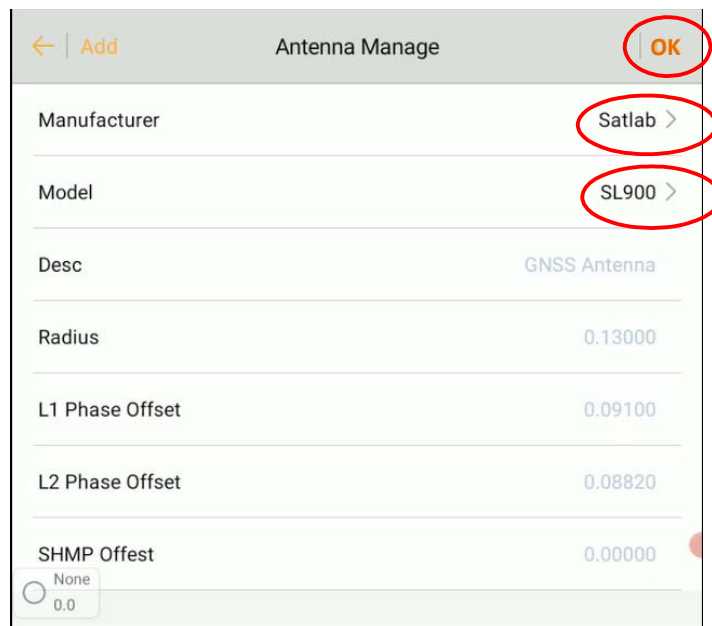 ← | Add Antenna Manage | OK
Manufacturer Satlab >
Model SL900 >
Desc GNSS Antenna
Radius 0.13000
L1 Phase Offset 0.09100
L2 Phase Offset 0.08820
SHMP Offest 0.00000
None
0.0